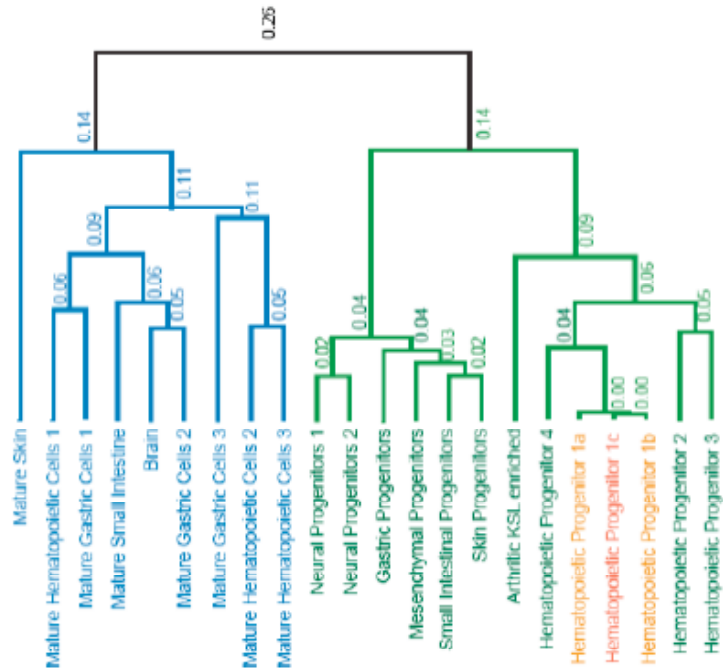 Mature Skin
Mature Hematopoietic Cells 1
Mature Gastric Cells 1
Mature Small Intestine
Brain
Mature Gastric Cells 2
Mature Gastric Cells 3
Mature Hematopoietic Cells 2
Mature Hematopoietic Cells 3
Neural Progenitors 1
Neural Progenitors 2
Gastric Progenitors
Mesenchymal Progenitors
Small Intestinal Progenitors
Skin Progenitors
Arthritic KSL enriched
Hematopoietic Progenitor 4
Hematopoietic Progenitor 1a
Hematopoietic Progenitior 1c
Hematopoietic Progenitor 1b
Hematopoietic Progenitor 2
Hematopoietic Progenitor 3
0.26
0.14
0.11
0.09
0.11
0.06
0.06
0.05
0.05
0.14
0.04
0.02
0.04
0.03
0.02
0.09
0.06
0.04
0.05
0.00
0.00